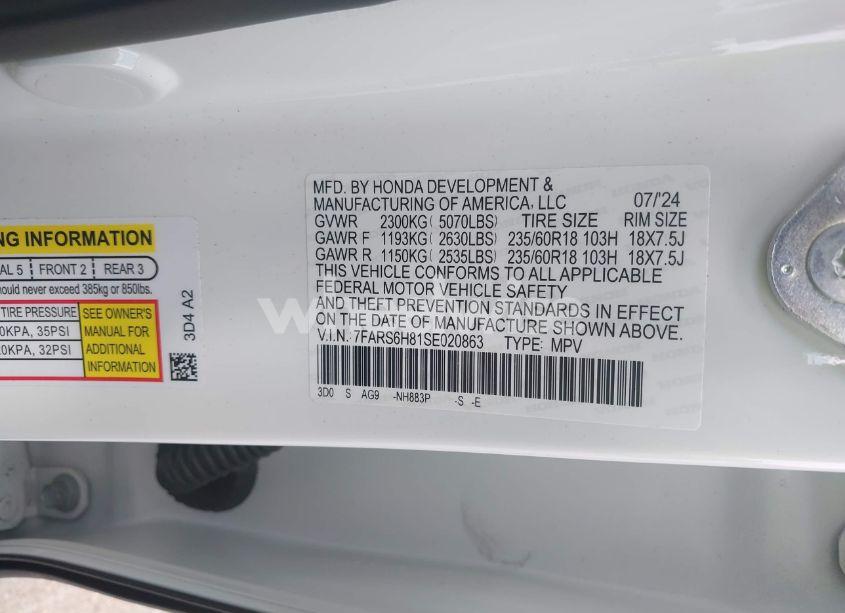 NG INFORMATION
AL 5 FRONT 2 REAR 3
ould never exceed 385kg or 850lbs.
TIRE PRESSURE
0KPA, 35PSI
20KPA, 32PSI
SEE OWNER'S
MANUAL FOR
ADDITIONAL
INFORMATION
3D4 A2
MFD. BY HONDA DEVELOPMENT &
MANUFACTURING OF AMERICA, LLC 07/'24
GVWR 2300KG( 5070LBS) TIRE SIZE RIM SIZE
GAWR F 1193KG( 2630LBS) 235/60R18 103H 18X7.5J
GAWR R 1150KG( 2535LBS) 235/60R18 103H 18X7.5J
THIS VEHICLE CONFORMS TO ALL APPLICABLE
FEDERAL MOTOR VEHICLE SAFETY
AND THEFT PREVENTION STANDARDS IN EFFECT
ON THE DATE OF MANUFACTURE SHOWN ABOVE.
V.I.N. 7FARS6H81SE020863 TYPE: MPV
3D0 S AG9 -NH883P -S -E